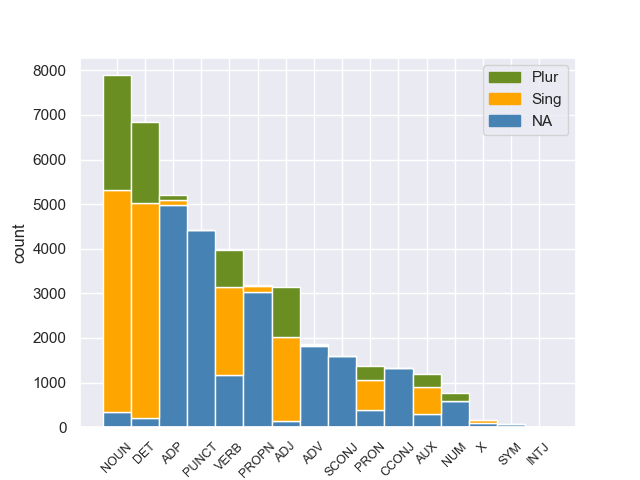 Plur
Sing
NA
8000
7000
6000
5000
4000
3000
2000
1000
0
count
NOUN
DET
ADP
PUNCT
VERB
PROPN
ADJ
ADV
SCONJ
PRON
CCONJ
AUX
NUM
X
SYM
INTJ